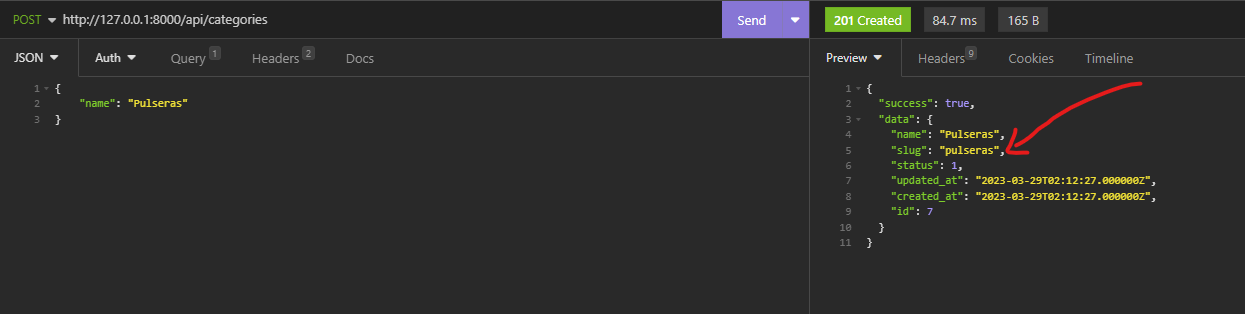 POST http://127.0.0.1:8000/api/categories Send 201 Created 84.7 ms 165 B
JSON Auth Query 1 Headers 2 Docs Preview Headers 9 Cookies Timeline
1 {
2 "name": "Pulseras"
3 }
1 {
2 "success": true,
3 "data": {
4 "name": "Pulseras",
5 "slug": "pulseras",
6 "status": 1,
7 "updated_at": "2023-03-29T02:12:27.000000Z",
8 "created_at": "2023-03-29T02:12:27.000000Z",
9 "id": 7
10 }
11 }